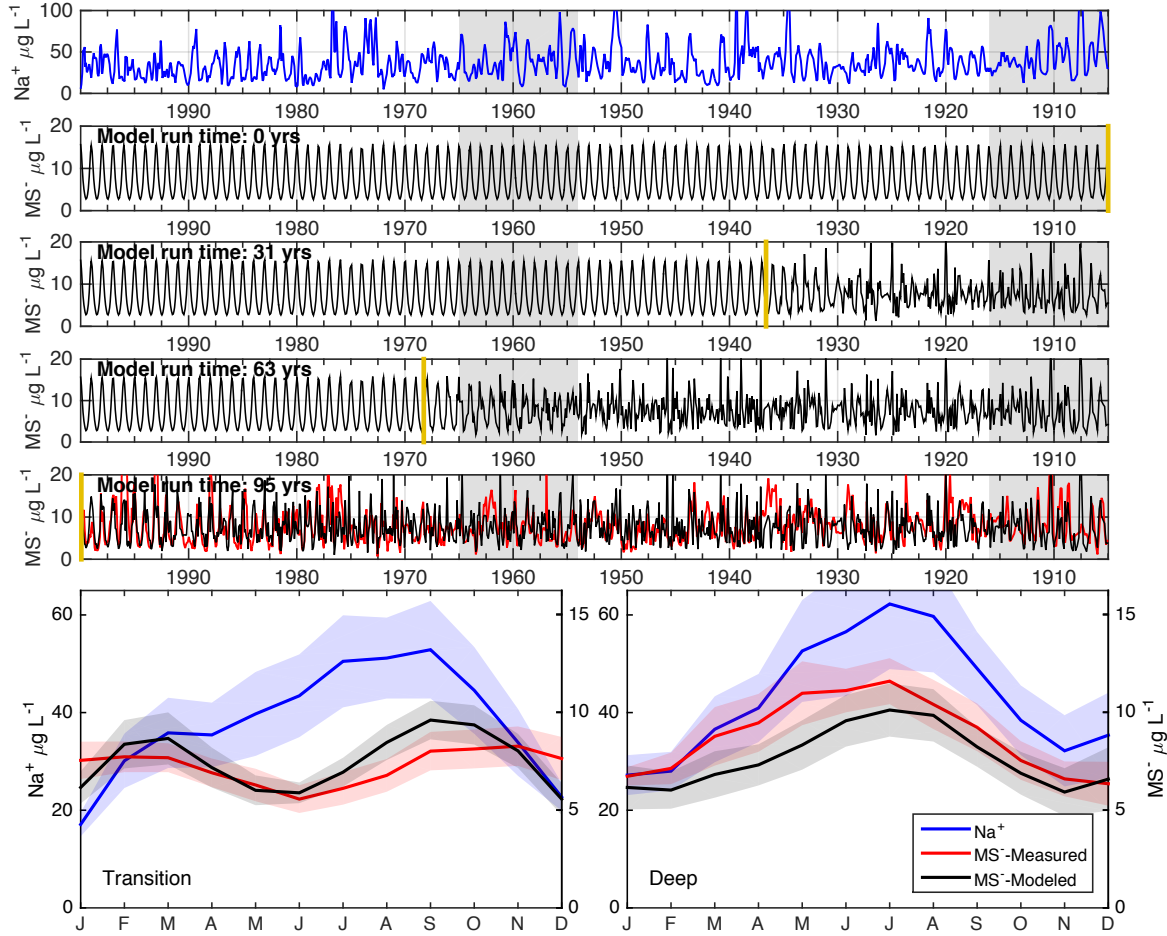 Na⁺ μg L⁻¹
100
50
0
1990 1980 1970 1960 1950 1940 1930 1920 1910
MS⁻ μg L⁻¹
20
10
0
Model run time: 0 yrs
1990 1980 1970 1960 1950 1940 1930 1920 1910
MS⁻ μg L⁻¹
20
10
0
Model run time: 31 yrs
1990 1980 1970 1960 1950 1940 1930 1920 1910
MS⁻ μg L⁻¹
20
10
0
Model run time: 63 yrs
1990 1980 1970 1960 1950 1940 1930 1920 1910
MS⁻ μg L⁻¹
20
10
0
Model run time: 95 yrs
1990 1980 1970 1960 1950 1940 1930 1920 1910
Na⁺ μg L⁻¹
60
40
20
0
15
10
5
0
Transition
J F M A M J J A S O N D
60
40
20
0
15
10
5
0
MS⁻ μg L⁻¹
Deep
Na⁺
MS⁻-Measured
MS⁻-Modeled
J F M A M J J A S O N D